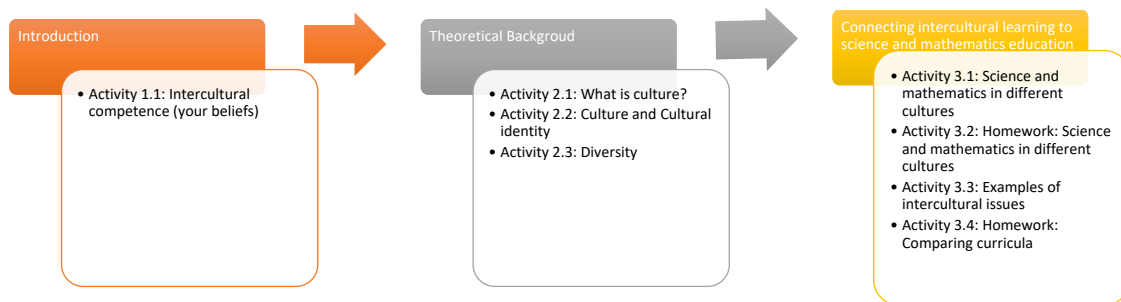 Introduction
• Activity 1.1: Intercultural
competence (your beliefs)
Theoretical Backgroud
• Activity 2.1: What is culture?
• Activity 2.2: Culture and Cultural
identity
• Activity 2.3: Diversity
Connecting intercultural learning to
science and mathematics education
• Activity 3.1: Science and
mathematics in different
cultures
• Activity 3.2: Homework: Science
and mathematics in different
cultures
• Activity 3.3: Examples of
intercultural issues
• Activity 3.4: Homework:
Comparing curricula